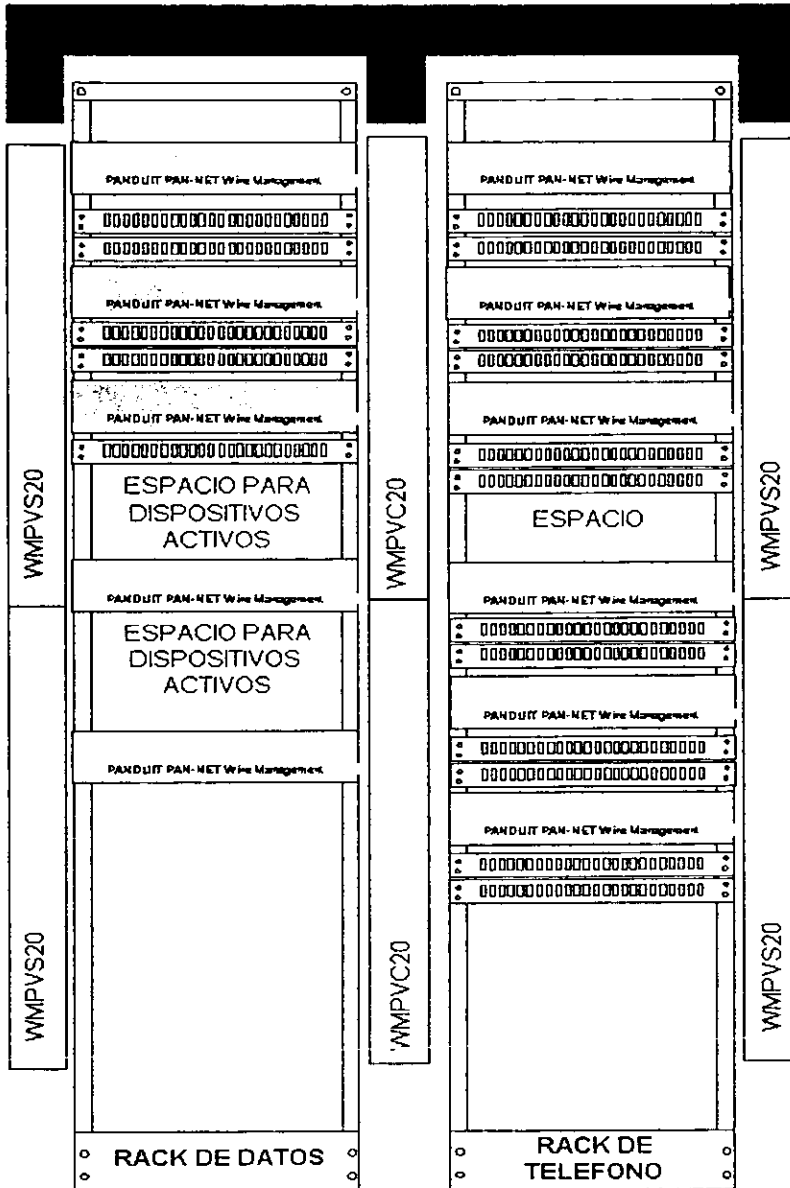 PANDUIT PAN-NET Wire Management
PANDUIT PAN-NET Wire Management
PANDUIT PAN-NET Wire Management
ESPACIO PARA
DISPOSITIVOS
ACTIVOS
PANDUIT PAN-NET Wire Management
ESPACIO PARA
DISPOSITIVOS
ACTIVOS
PANDUIT PAN-NET Wire Management
RACK DE DATOS
WMPVS20
WMPVS20
WMPVC20
WMPVC20
PANDUIT PAN-NET Wire Management
PANDUIT PAN-NET Wire Management
PANDUIT PAN-NET Wire Management
ESPACIO
PANDUIT PAN-NET Wire Management
PANDUIT PAN-NET Wire Management
PANDUIT PAN-NET Wire Management
RACK DE
TELEFONO
WMPVS20
WMPVS20